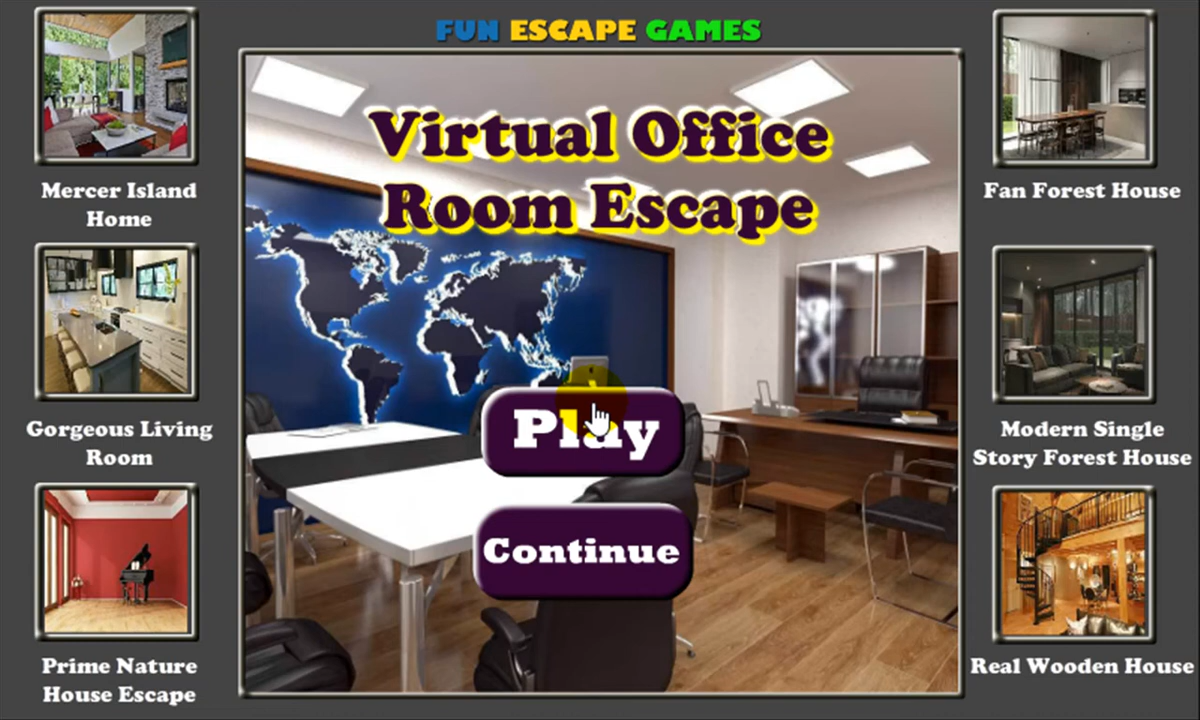 FUN ESCAPE GAMES
Virtual Office
Room Escape
Play
Continue
Mercer Island
Home
Gorgeous Living
Room
Prime Nature
House Escape
Fan Forest House
Modern Single
Story Forest House
Real Wooden House